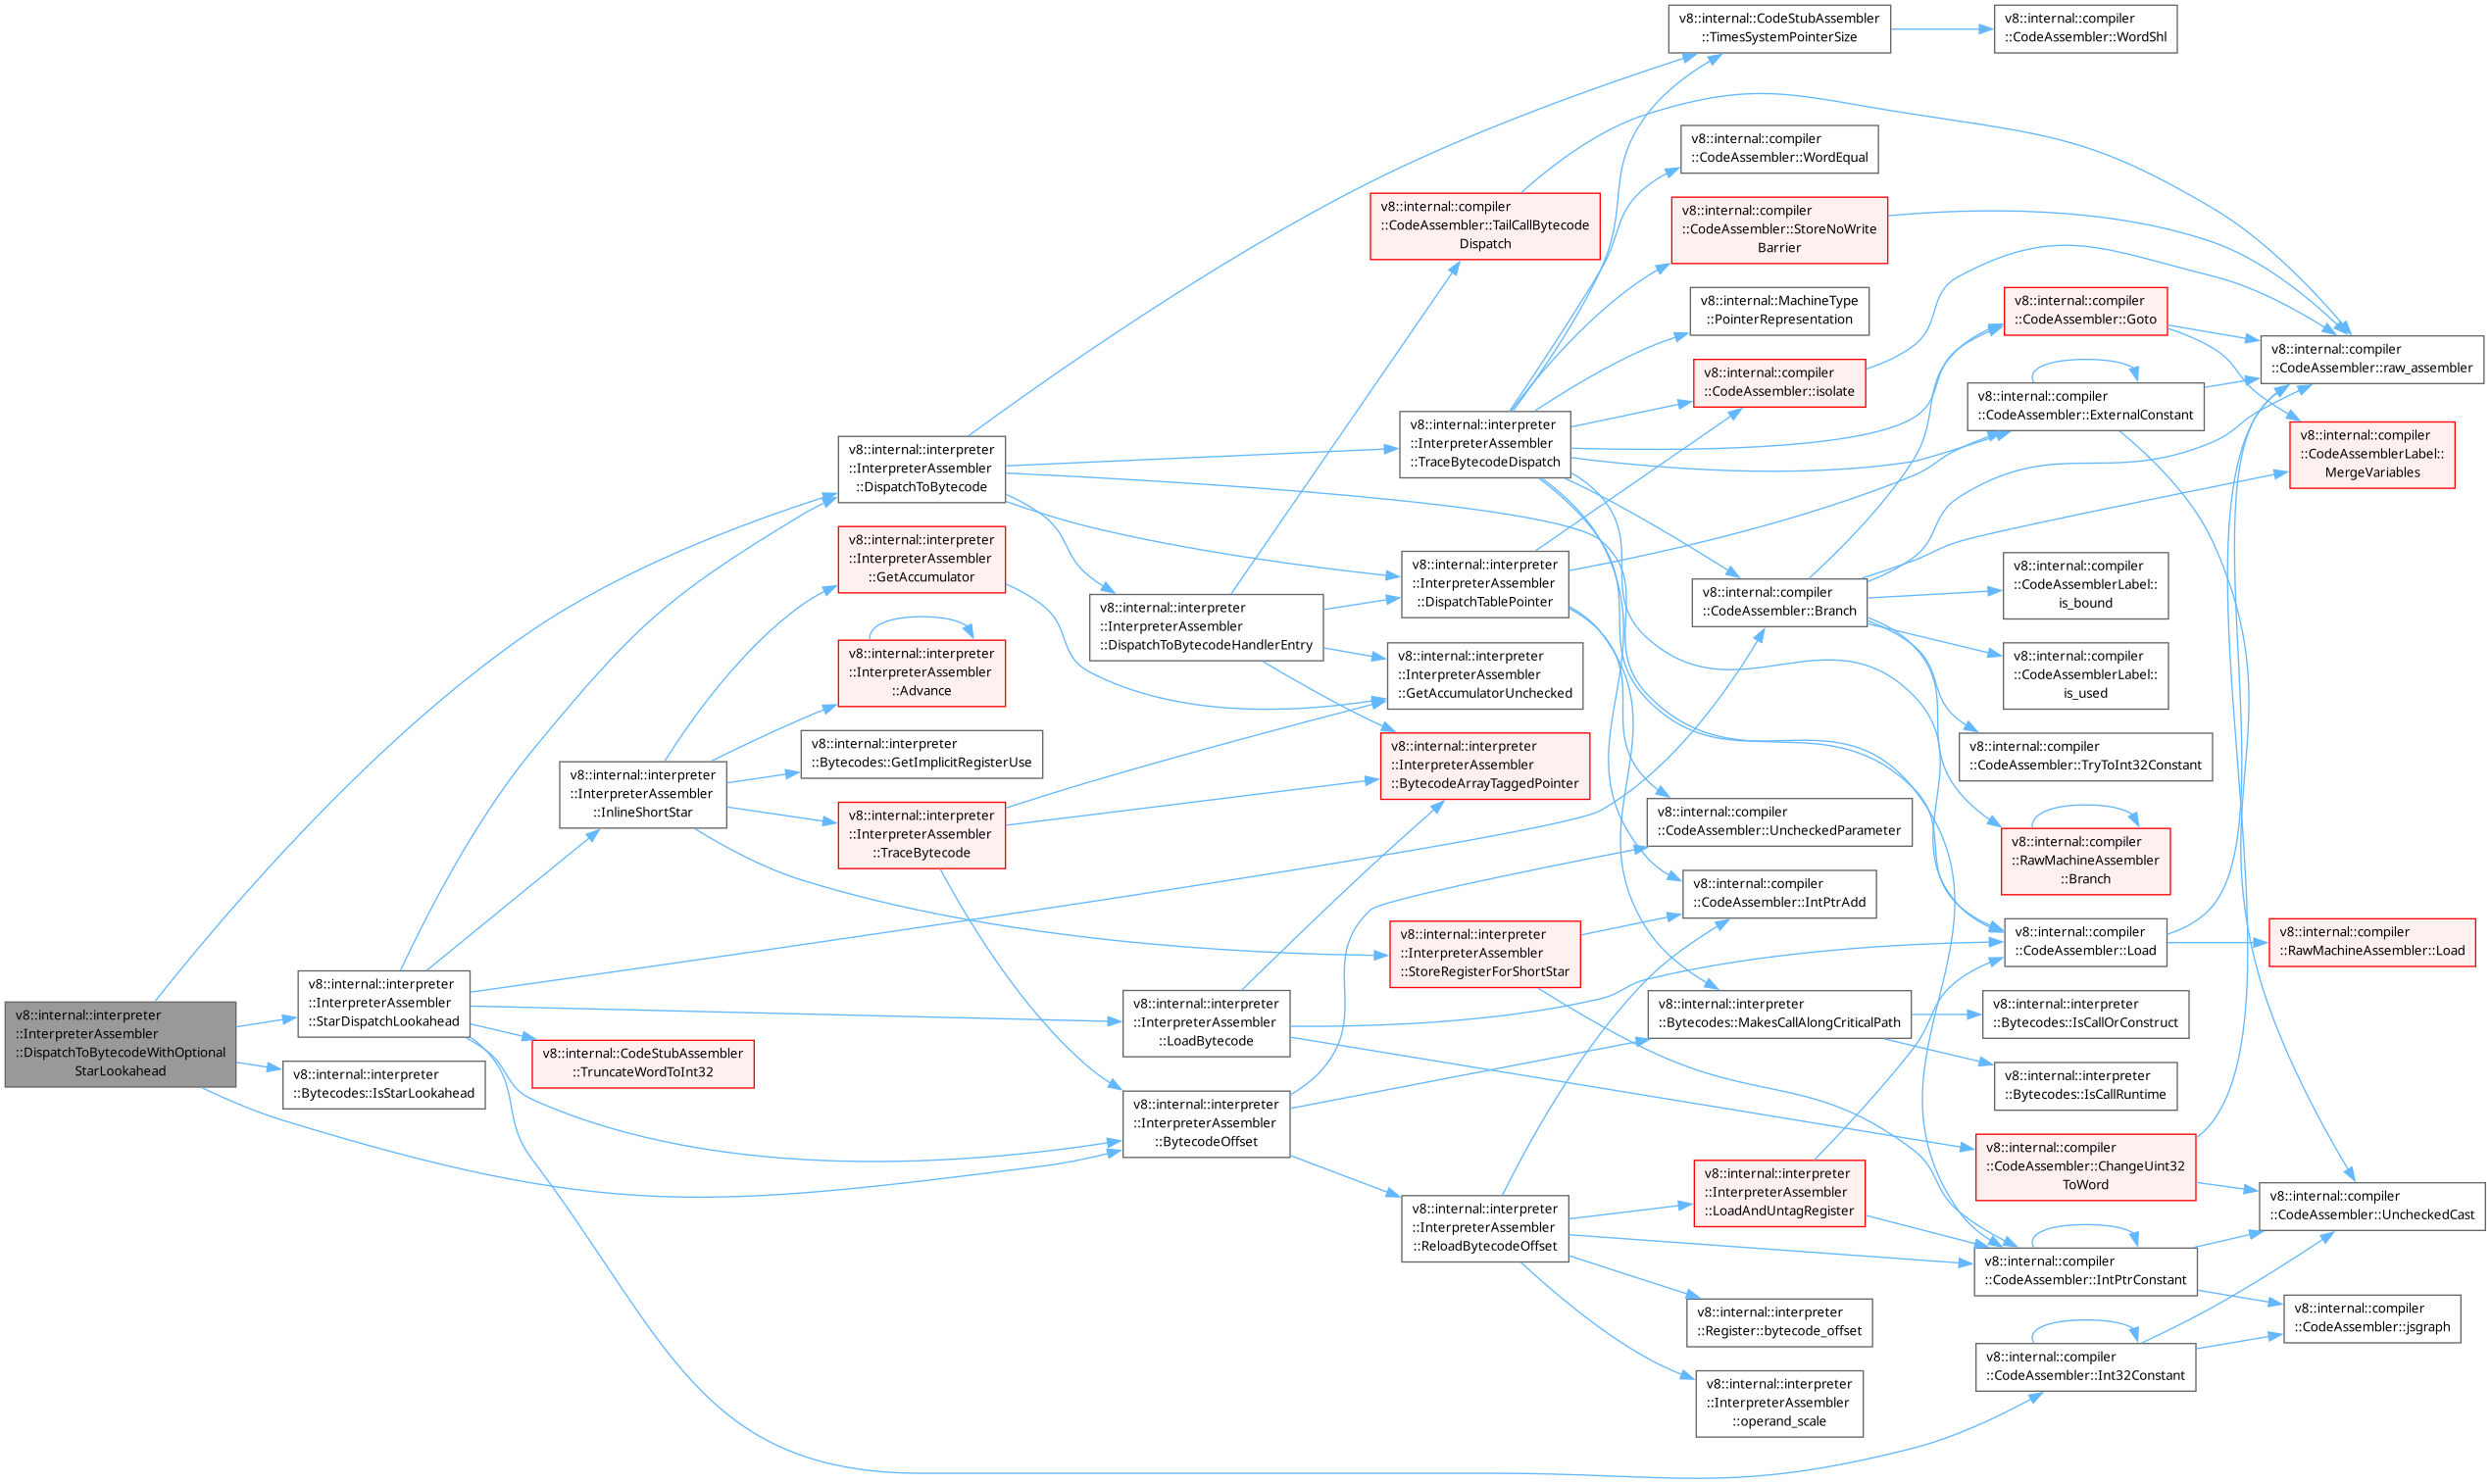 v8::internal::interpreter
::InterpreterAssembler
::DispatchToBytecodeWithOptional
StarLookahead
v8::internal::interpreter
::InterpreterAssembler
::StarDispatchLookahead
v8::internal::interpreter
::Bytecodes::IsStarLookahead
v8::internal::interpreter
::InterpreterAssembler
::InlineShortStar
v8::internal::CodeStubAssembler
::TruncateWordToInt32
v8::internal::interpreter
::InterpreterAssembler
::DispatchToBytecode
v8::internal::interpreter
::InterpreterAssembler
::GetAccumulator
v8::internal::interpreter
::InterpreterAssembler
::Advance
v8::internal::interpreter
::Bytecodes::GetImplicitRegisterUse
v8::internal::interpreter
::InterpreterAssembler
::TraceBytecode
v8::internal::interpreter
::InterpreterAssembler
::DispatchToBytecodeHandlerEntry
v8::internal::interpreter
::InterpreterAssembler
::LoadBytecode
v8::internal::interpreter
::InterpreterAssembler
::BytecodeOffset
v8::internal::compiler
::CodeAssembler::TailCallBytecode
Dispatch
v8::internal::interpreter
::InterpreterAssembler
::TraceBytecodeDispatch
v8::internal::interpreter
::InterpreterAssembler
::DispatchTablePointer
v8::internal::interpreter
::InterpreterAssembler
::GetAccumulatorUnchecked
v8::internal::interpreter
::InterpreterAssembler
::BytecodeArrayTaggedPointer
v8::internal::interpreter
::InterpreterAssembler
::StoreRegisterForShortStar
v8::internal::interpreter
::InterpreterAssembler
::ReloadBytecodeOffset
v8::internal::CodeStubAssembler
::TimesSystemPointerSize
v8::internal::compiler
::CodeAssembler::WordEqual
v8::internal::compiler
::CodeAssembler::StoreNoWrite
Barrier
v8::internal::MachineType
::PointerRepresentation
v8::internal::compiler
::CodeAssembler::isolate
v8::internal::compiler
::CodeAssembler::Branch
v8::internal::compiler
::CodeAssembler::UncheckedParameter
v8::internal::compiler
::CodeAssembler::IntPtrAdd
v8::internal::interpreter
::Bytecodes::MakesCallAlongCriticalPath
v8::internal::interpreter
::InterpreterAssembler
::LoadAndUntagRegister
v8::internal::interpreter
::Register::bytecode_offset
v8::internal::interpreter
::InterpreterAssembler
::operand_scale
v8::internal::compiler
::CodeAssembler::WordShl
v8::internal::compiler
::CodeAssembler::Goto
v8::internal::compiler
::CodeAssembler::ExternalConstant
v8::internal::compiler
::CodeAssemblerLabel::
is_bound
v8::internal::compiler
::CodeAssemblerLabel::
is_used
v8::internal::compiler
::CodeAssembler::TryToInt32Constant
v8::internal::compiler
::RawMachineAssembler
::Branch
v8::internal::compiler
::CodeAssembler::Load
v8::internal::interpreter
::Bytecodes::IsCallOrConstruct
v8::internal::interpreter
::Bytecodes::IsCallRuntime
v8::internal::compiler
::CodeAssembler::ChangeUint32
ToWord
v8::internal::compiler
::CodeAssembler::IntPtrConstant
v8::internal::compiler
::CodeAssembler::Int32Constant
v8::internal::compiler
::CodeAssembler::raw_assembler
v8::internal::compiler
::CodeAssemblerLabel::
MergeVariables
v8::internal::compiler
::RawMachineAssembler::Load
v8::internal::compiler
::CodeAssembler::UncheckedCast
v8::internal::compiler
::CodeAssembler::jsgraph